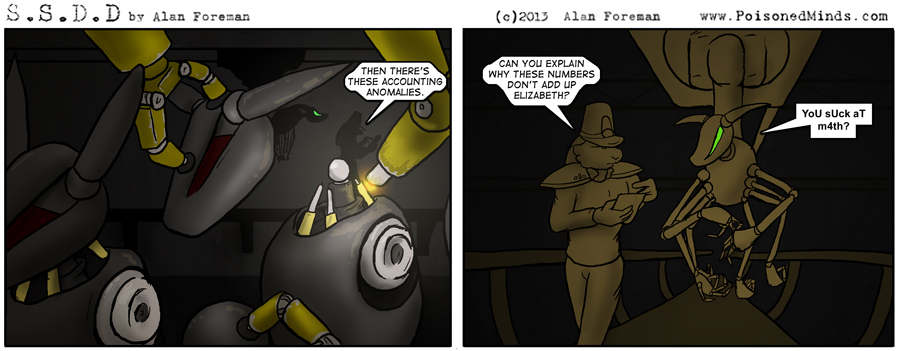 S.S.D.D by Alan Foreman
(c)2013 Alan Foreman
www.PoisonedMinds.com
THEN THERE'S
THESE ACCOUNTING
ANOMALIES.
CAN YOU EXPLAIN
WHY THESE NUMBERS
DON'T ADD UP
ELIZABETH?
YoU sUck aT
m4th?